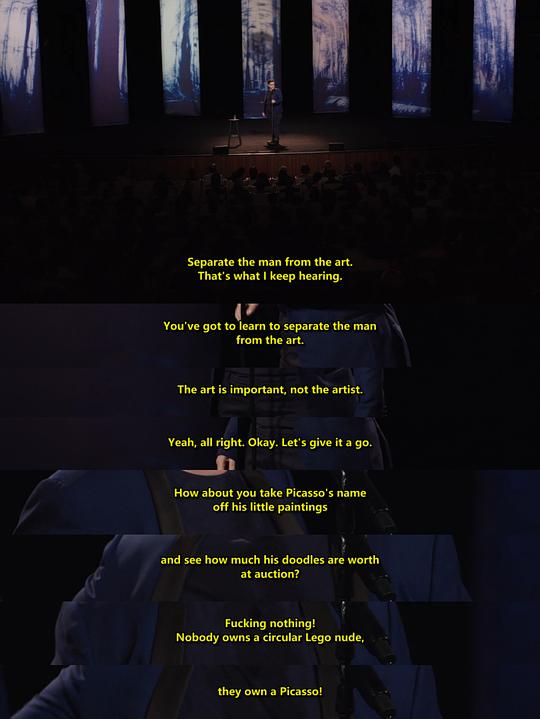 Separate the man from the art.
That's what I keep hearing.
You've got to learn to separate the man
from the art.
The art is important, not the artist.
Yeah, all right. Okay. Let's give it a go.
How about you take Picasso's name
off his little paintings
and see how much his doodles are worth
at auction?
Fucking nothing!
Nobody owns a circular Lego nude,
they own a Picasso!